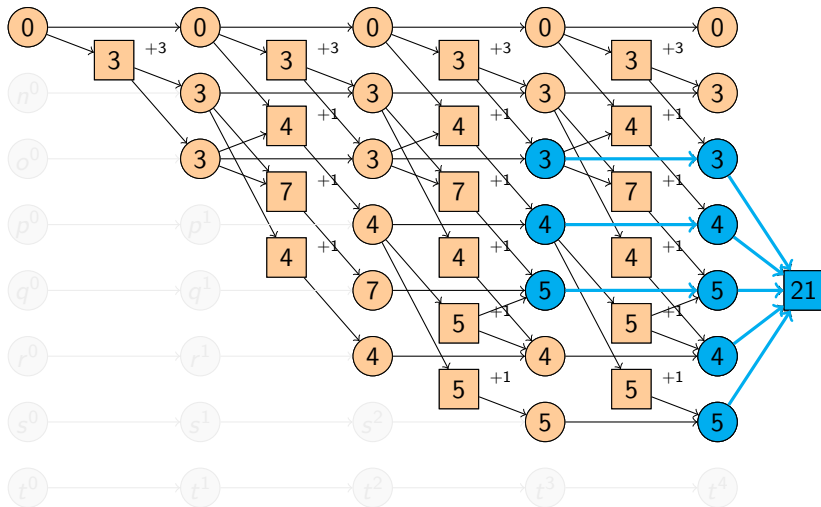 0 0 0 0 0
3 +3 3 +3 3 +3 3 +3
n⁰ 3 3 3 3
4 +1 4 +1 4 +1
o⁰ 3 3 3 3
7 +1 7 +1 7 +1
p⁰ p¹ 4 4 4
4 +1 4 +1 4 +1
q⁰ q¹ 7 5 5 21
5 +1 5 +1
r⁰ r¹ 4 4 4
5 +1 5 +1
s⁰ s¹ s² 5 5
t⁰ t¹ t² t³ t⁴